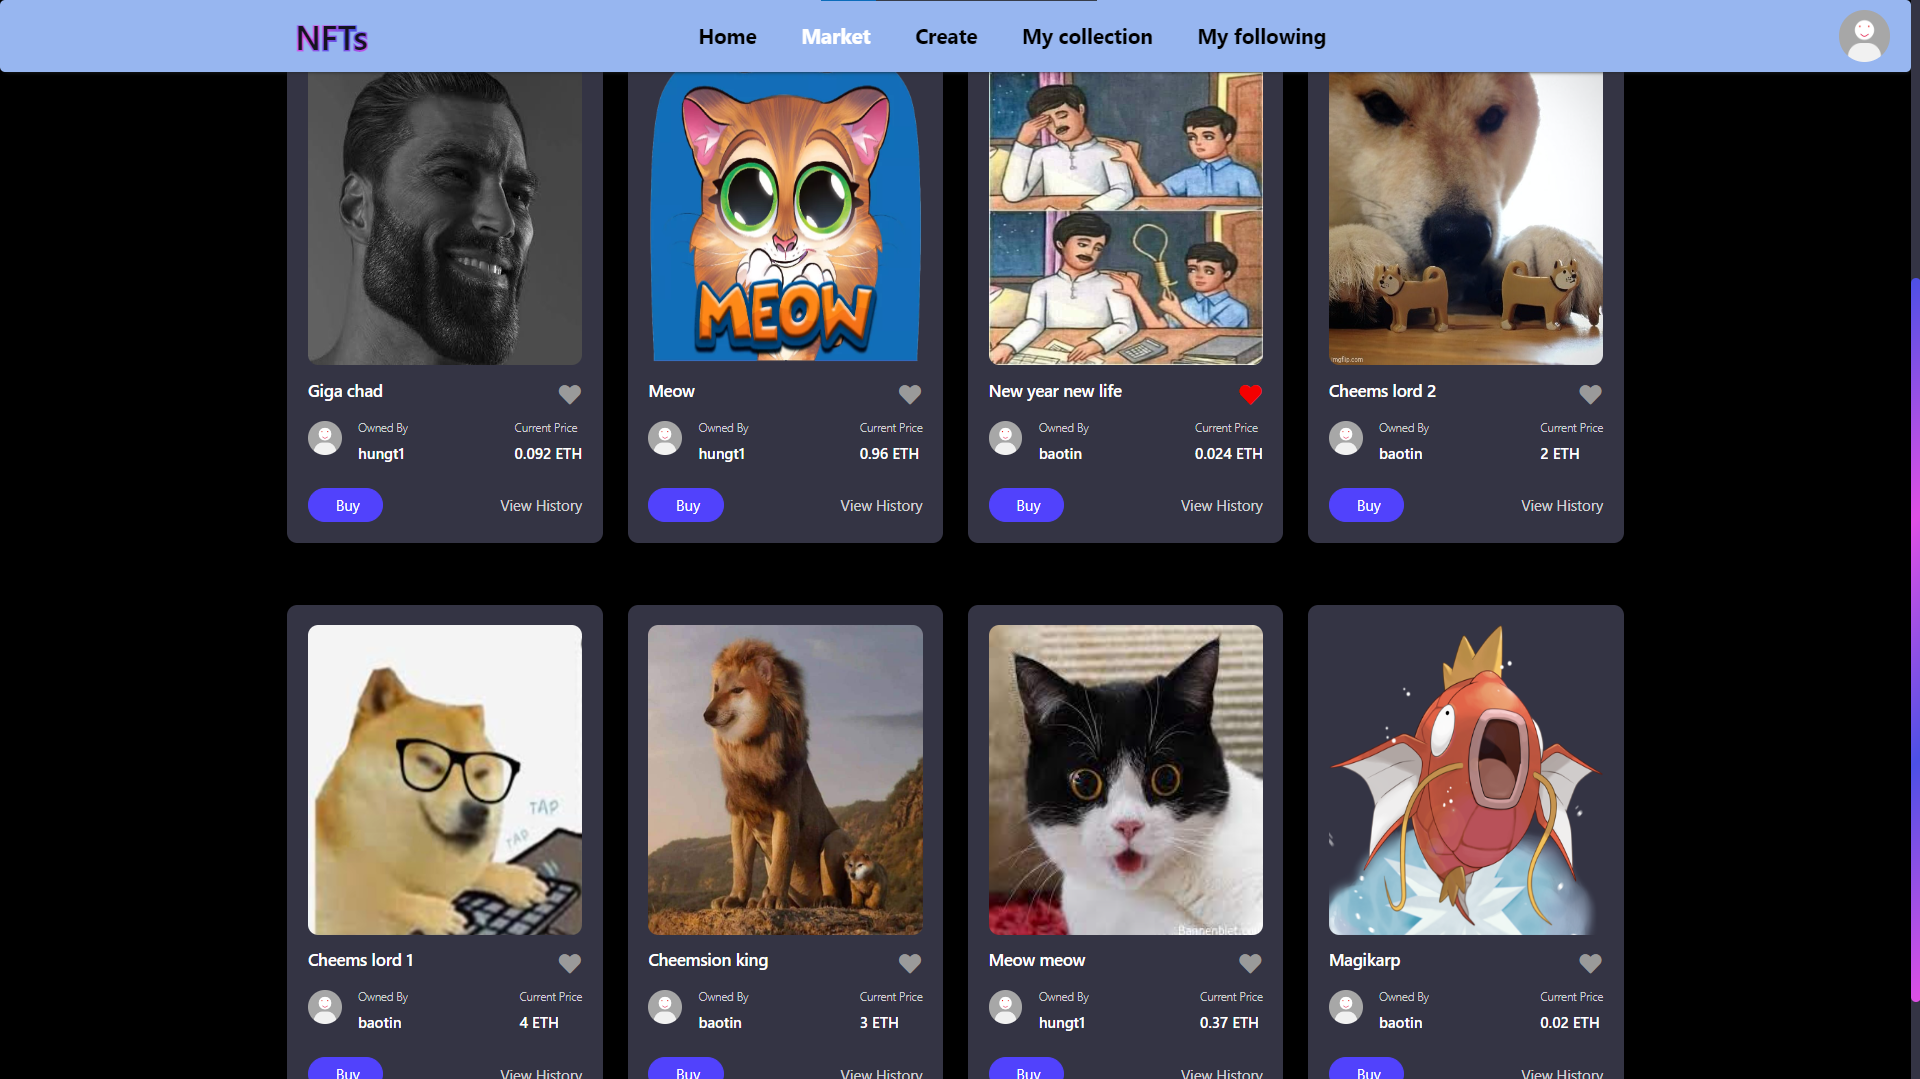 NFTs
Home
Market
Create
My collection
My following
MEOW
imgflip.com
Giga chad
Owned By
hungt1
Current Price
0.092 ETH
Buy
View History
Meow
Owned By
hungt1
Current Price
0.96 ETH
Buy
View History
New year new life
Owned By
baotin
Current Price
0.024 ETH
Buy
View History
Cheems lord 2
Owned By
baotin
Current Price
2 ETH
Buy
View History
TAP
TAP
Cheems lord 1
Owned By
baotin
Current Price
4 ETH
Buy
View History
Cheemsion king
Owned By
baotin
Current Price
3 ETH
Buy
View History
Meow meow
Owned By
hungt1
Current Price
0.37 ETH
Buy
View History
Magikarp
Owned By
baotin
Current Price
0.02 ETH
Buy
View History